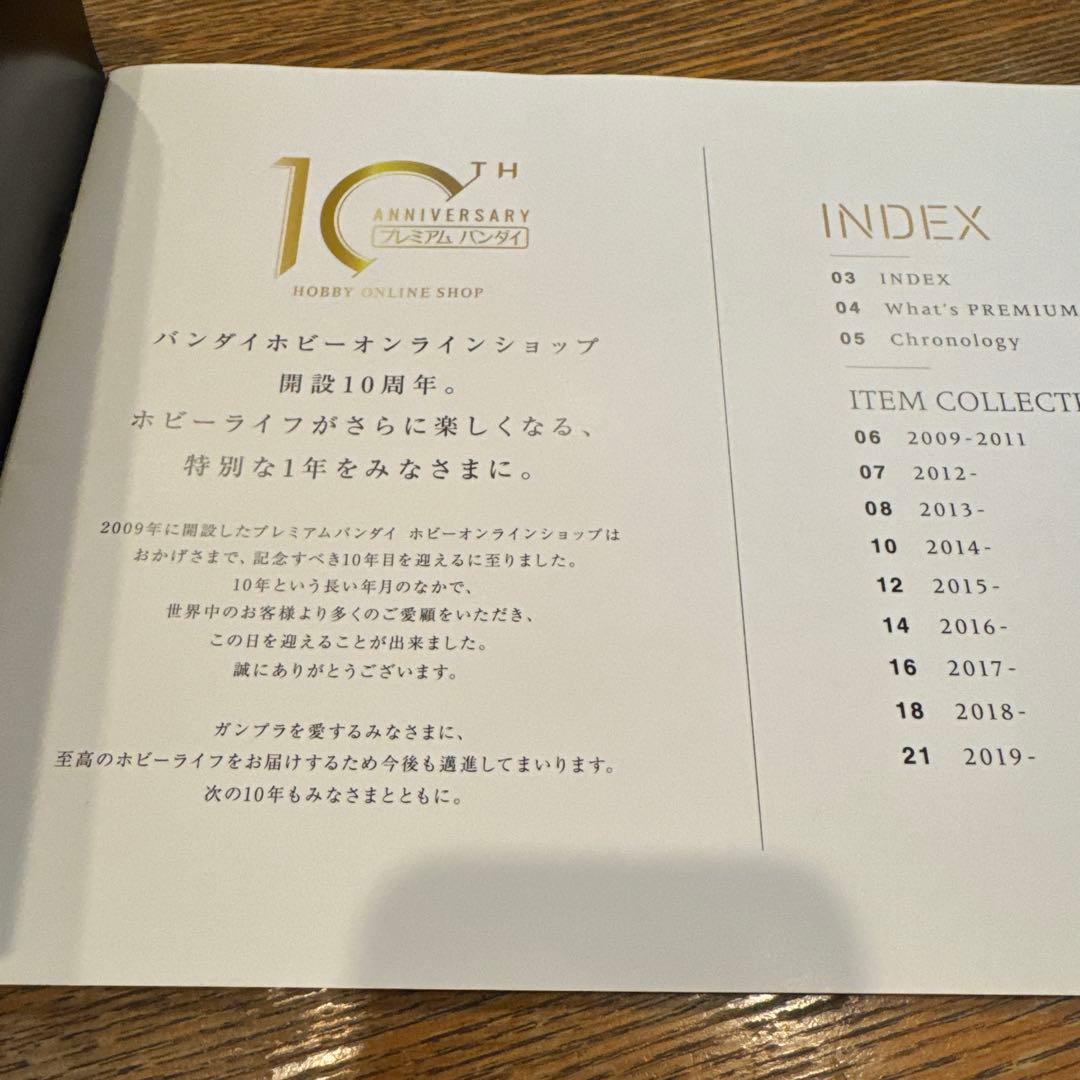 10TH
ANNIVERSARY
プレミアム バンダイ
HOBBY ONLINE SHOP
バンダイホビーオンラインショップ
開設10周年。
ホビーライフがさらに楽しくなる、
特別な1年をみなさまに。
2009年に開設したプレミアムバンダイ ホビーオンラインショップは
おかげさまで、記念すべき10年目を迎えるに至りました。
10年という長い年月のなかで、
世界中のお客様より多くのご愛顧をいただき、
この日を迎えることが出来ました。
誠にありがとうございます。
ガンプラを愛するみなさまに、
至高のホビーライフをお届けするため今後も邁進してまいります。
次の10年もみなさまとともに。
INDEX
03 INDEX
04 What's PREMIUM
05 Chronology
ITEM COLLECTI
06 2009-2011
07 2012-
08 2013-
10 2014-
12 2015-
14 2016-
16 2017-
18 2018-
21 2019-